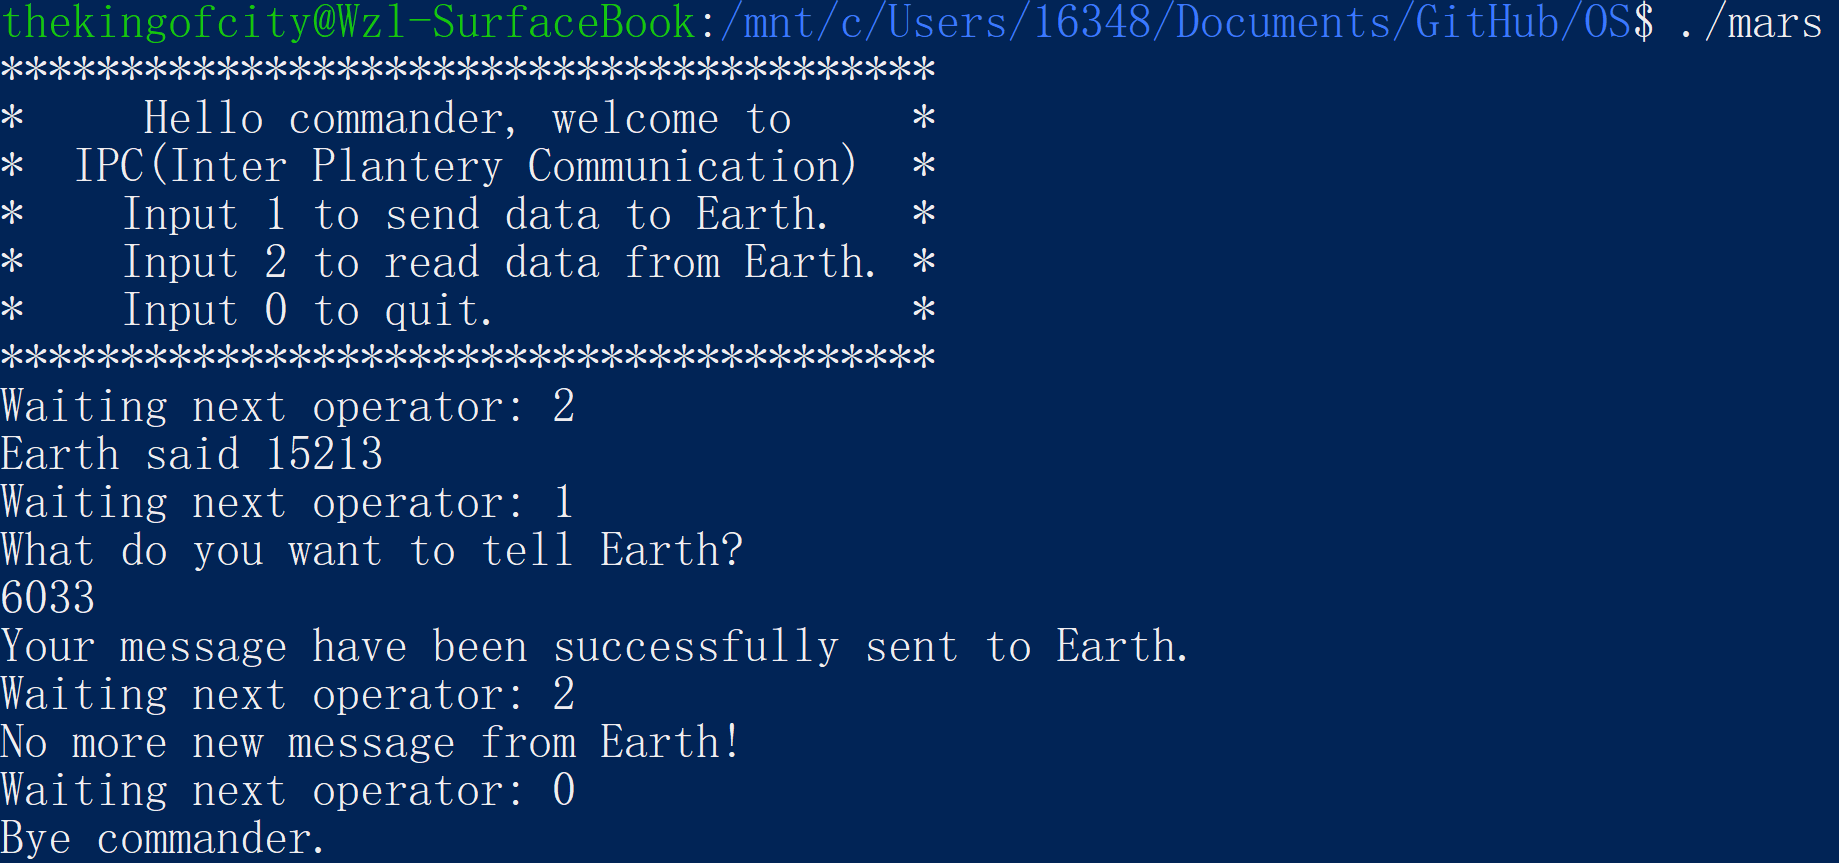 thekingofcity@Wzl-SurfaceBook:/mnt/c/Users/16348/Documents/GitHub/OS$ ./mars
***************************************
*     Hello commander, welcome to     *
*  IPC(Inter Plantery Communication)  *
*    Input 1 to send data to Earth.   *
*    Input 2 to read data from Earth. *
*    Input 0 to quit.                 *
***************************************
Waiting next operator: 2
Earth said 15213
Waiting next operator: 1
What do you want to tell Earth?
6033
Your message have been successfully sent to Earth.
Waiting next operator: 2
No more new message from Earth!
Waiting next operator: 0
Bye commander.